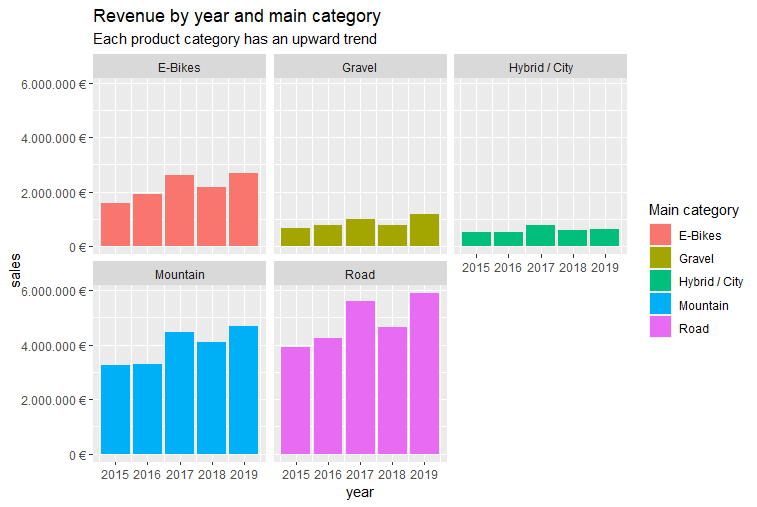 Revenue by year and main category
Each product category has an upward trend
E-Bikes
Gravel
Hybrid / City
6.000.000 €
4.000.000 €
2.000.000 €
0 €
2015 2016 2017 2018 2019
Mountain
Road
6.000.000 €
4.000.000 €
2.000.000 €
0 €
2015 2016 2017 2018 2019
2015 2016 2017 2018 2019
sales
year
Main category
E-Bikes
Gravel
Hybrid / City
Mountain
Road